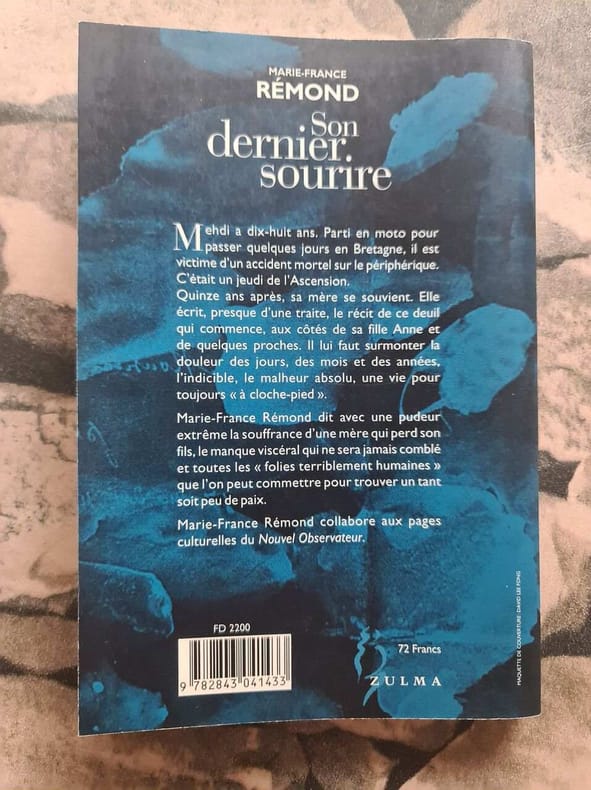 MARIE-FRANCE
RÉMOND
Son
dernier
sourire
Mehdi a dix-huit ans. Parti en moto pour
passer quelques jours en Bretagne, il est
victime d'un accident mortel sur le périphérique.
C'était un jeudi de l'Ascension.
Quinze ans après, sa mère se souvient. Elle
écrit, presque d'une traite, le récit de ce deuil
qui commence, aux côtés de sa fille Anne et
de quelques proches. Il lui faut surmonter la
douleur des jours, des mois et des années,
l'indicible, le malheur absolu, une vie pour
toujours « à cloche-pied ».
Marie-France Rémond dit avec une pudeur
extrême la souffrance d'une mère qui perd son
fils, le manque viscéral qui ne sera jamais comblé
et toutes les « folies terriblement humaines »
que l'on peut commettre pour trouver un tant
soit peu de paix.
Marie-France Rémond collabore aux pages
culturelles du Nouvel Observateur.
FD 2200
9 782843 041433
72 Francs
ZULMA
MAQUETTE DE COUVERTURE : DAVID LEE FONG